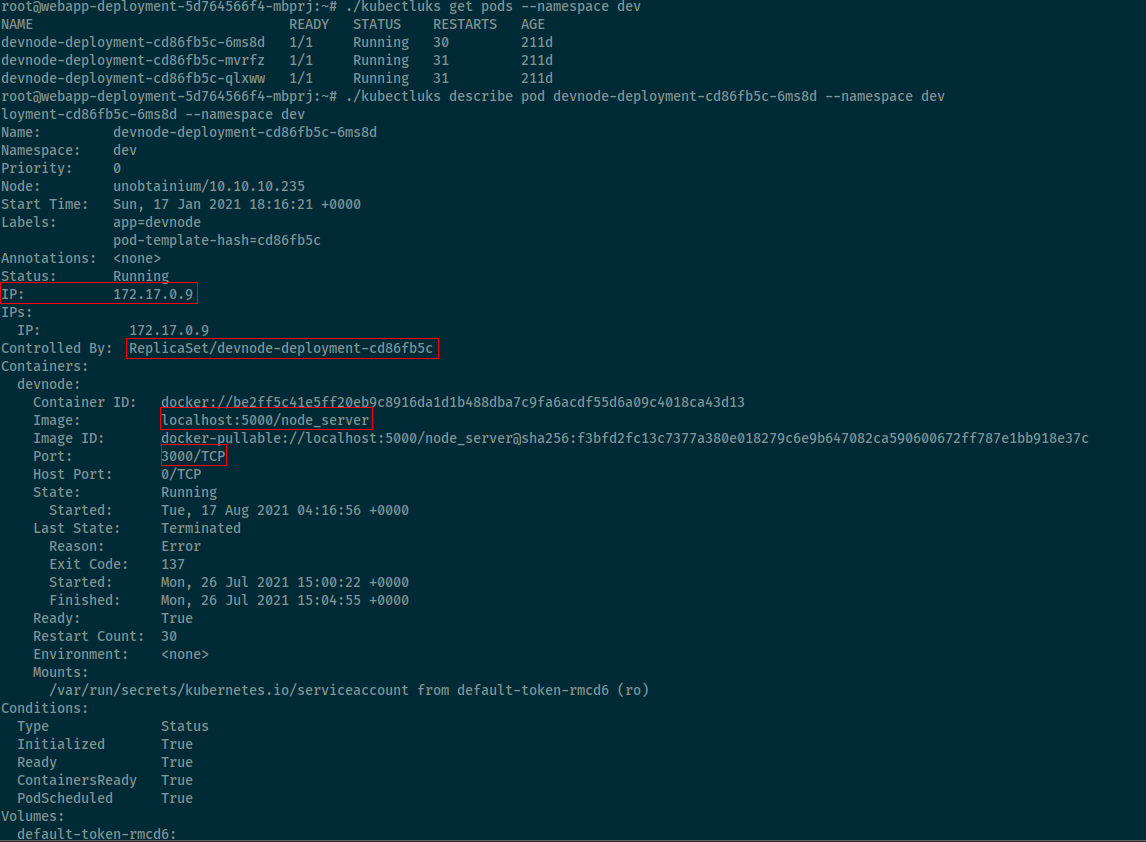 root@webapp-deployment-5d764566f4-mbprj:~# ./kubectluks get pods --namespace dev
NAME                                READY   STATUS    RESTARTS   AGE
devnode-deployment-cd86fb5c-6ms8d   1/1     Running   30         211d
devnode-deployment-cd86fb5c-mvrfz   1/1     Running   31         211d
devnode-deployment-cd86fb5c-qlxww   1/1     Running   31         211d
root@webapp-deployment-5d764566f4-mbprj:~# ./kubectluks describe pod devnode-deployment-cd86fb5c-6ms8d --namespace dev
loyment-cd86fb5c-6ms8d --namespace dev
Name:         devnode-deployment-cd86fb5c-6ms8d
Namespace:    dev
Priority:     0
Node:         unobtainium/10.10.10.235
Start Time:   Sun, 17 Jan 2021 18:16:21 +0000
Labels:       app=devnode
              pod-template-hash=cd86fb5c
Annotations:  <none>
Status:       Running
IP:           172.17.0.9
IPs:
  IP:           172.17.0.9
Controlled By:  ReplicaSet/devnode-deployment-cd86fb5c
Containers:
  devnode:
    Container ID:   docker://be2ff5c41e5ff20eb9c8916da1d1b488dba7c9fa6acdf55d6a09c4018ca43d13
    Image:          localhost:5000/node_server
    Image ID:       docker-pullable://localhost:5000/node_server@sha256:f3bfd2fc13c7377a380e018279c6e9b647082ca590600672ff787e1bb918e37c
    Port:           3000/TCP
    Host Port:      0/TCP
    State:          Running
      Started:      Tue, 17 Aug 2021 04:16:56 +0000
    Last State:     Terminated
      Reason:       Error
      Exit Code:    137
      Started:      Mon, 26 Jul 2021 15:00:22 +0000
      Finished:     Mon, 26 Jul 2021 15:04:55 +0000
    Ready:          True
    Restart Count:  30
    Environment:    <none>
    Mounts:
      /var/run/secrets/kubernetes.io/serviceaccount from default-token-rmcd6 (ro)
Conditions:
  Type              Status
  Initialized       True
  Ready             True
  ContainersReady   True
  PodScheduled      True
Volumes:
  default-token-rmcd6: